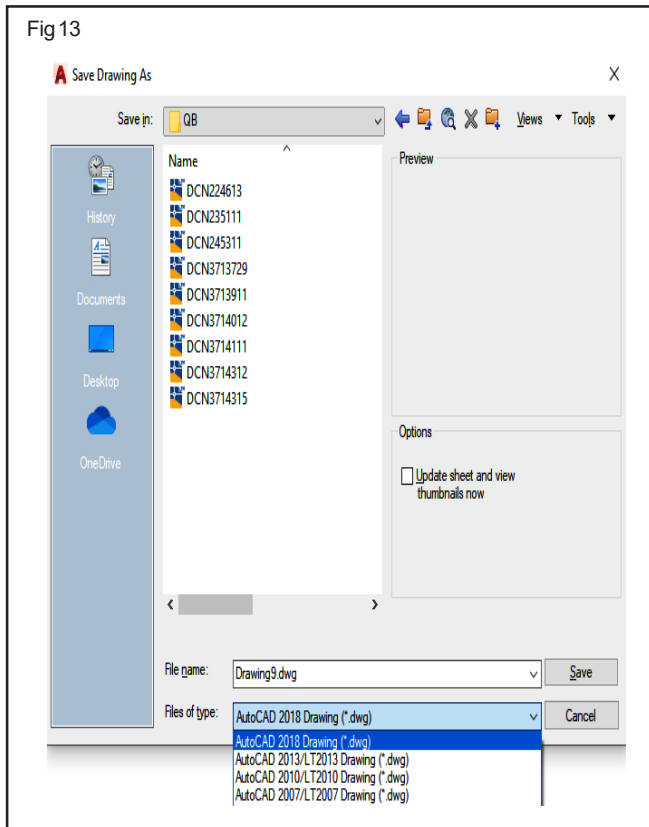 Fig 13
Save Drawing As
Save in: QB Views Tools
Name
Preview
DCN224613
DCN235111
DCN245311
DCN3713729
DCN3713911
DCN3714012
DCN3714111
DCN3714312
DCN3714315
History
Documents
Desktop
OneDrive
Options
Update sheet and view
thumbnails now
File name: Drawing9.dwg Save
Files of type: AutoCAD 2018 Drawing (*.dwg) Cancel
AutoCAD 2018 Drawing (*.dwg)
AutoCAD 2013/LT2013 Drawing (*.dwg)
AutoCAD 2010/LT2010 Drawing (*.dwg)
AutoCAD 2007/LT2007 Drawing (*.dwg)